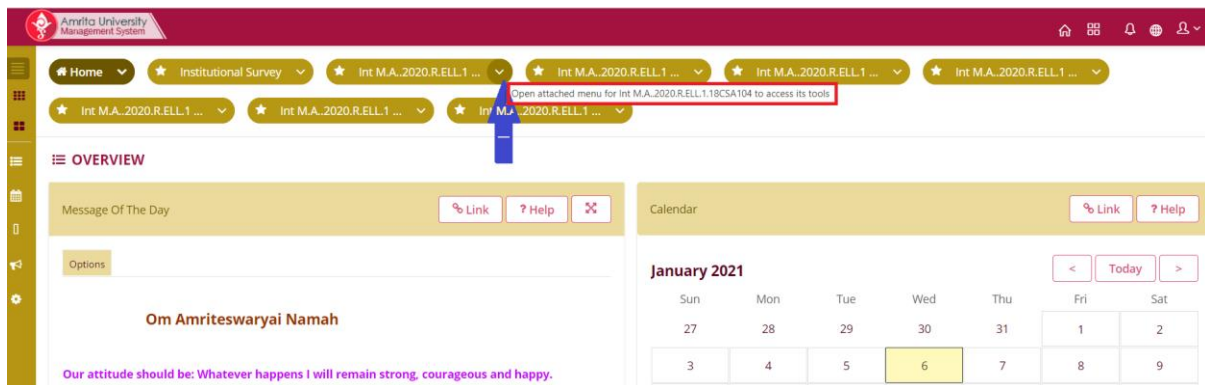 Amrita University
Management System
Home
Institutional Survey
Int M.A..2020.R.ELL.1 ...
Int M.A..2020.R.ELL.1 ...
Int M.A..2020.R.ELL.1 ...
Int M.A..2020.R.ELL.1 ...
Open attached menu for Int M.A..2020.R.ELL.1.18CSA104 to access its tools
Int M.A..2020.R.ELL.1 ...
Int M.A..2020.R.ELL.1 ...
Int M.A..2020.R.ELL.1 ...
OVERVIEW
Message Of The Day
Link
? Help
Options
Om Amriteswaryai Namah
Our attitude should be: Whatever happens I will remain strong, courageous and happy.
Calendar
Link
? Help
January 2021
< Today >
Sun Mon Tue Wed Thu Fri Sat
27 28 29 30 31 1 2
3 4 5 6 7 8 9